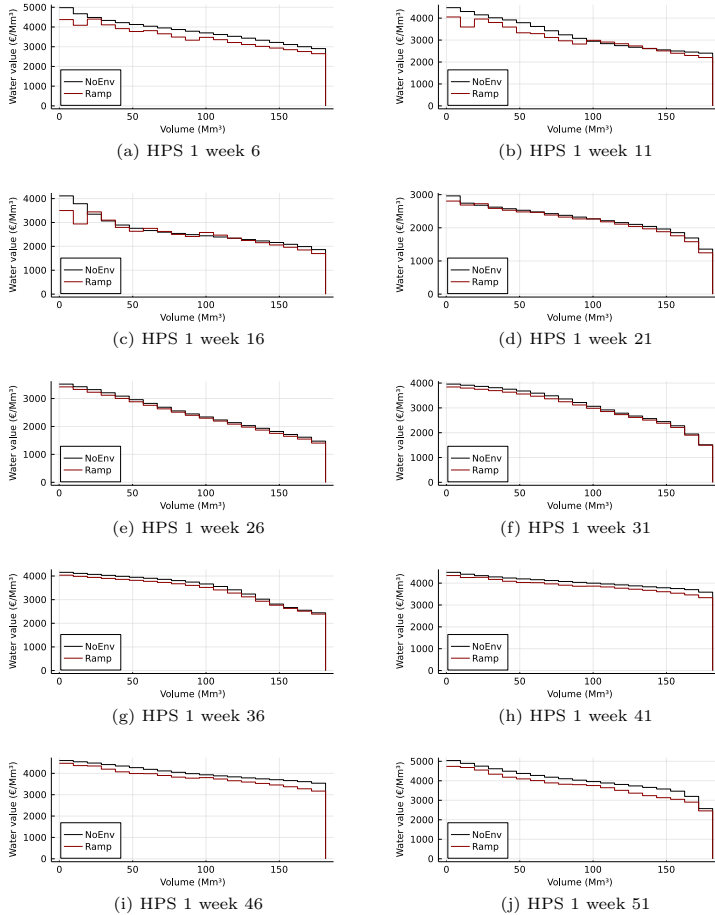 5000
4000
3000
2000
1000
0
Water value (€/Mm³)
NoEnv
Ramp
0 50 100 150
Volume (Mm³)
(a) HPS 1 week 6
4000
3000
2000
1000
0
Water value (€/Mm³)
NoEnv
Ramp
0 50 100 150
Volume (Mm³)
(b) HPS 1 week 11
4000
3000
2000
1000
0
Water value (€/Mm³)
NoEnv
Ramp
0 50 100 150
Volume (Mm³)
(c) HPS 1 week 16
3000
2000
1000
0
Water value (€/Mm³)
NoEnv
Ramp
0 50 100 150
Volume (Mm³)
(d) HPS 1 week 21
3000
2000
1000
0
Water value (€/Mm³)
NoEnv
Ramp
0 50 100 150
Volume (Mm³)
(e) HPS 1 week 26
4000
3000
2000
1000
0
Water value (€/Mm³)
NoEnv
Ramp
0 50 100 150
Volume (Mm³)
(f) HPS 1 week 31
4000
3000
2000
1000
0
Water value (€/Mm³)
NoEnv
Ramp
0 50 100 150
Volume (Mm³)
(g) HPS 1 week 36
4000
3000
2000
1000
0
Water value (€/Mm³)
NoEnv
Ramp
0 50 100 150
Volume (Mm³)
(h) HPS 1 week 41
4000
3000
2000
1000
0
Water value (€/Mm³)
NoEnv
Ramp
0 50 100 150
Volume (Mm³)
(i) HPS 1 week 46
5000
4000
3000
2000
1000
0
Water value (€/Mm³)
NoEnv
Ramp
0 50 100 150
Volume (Mm³)
(j) HPS 1 week 51